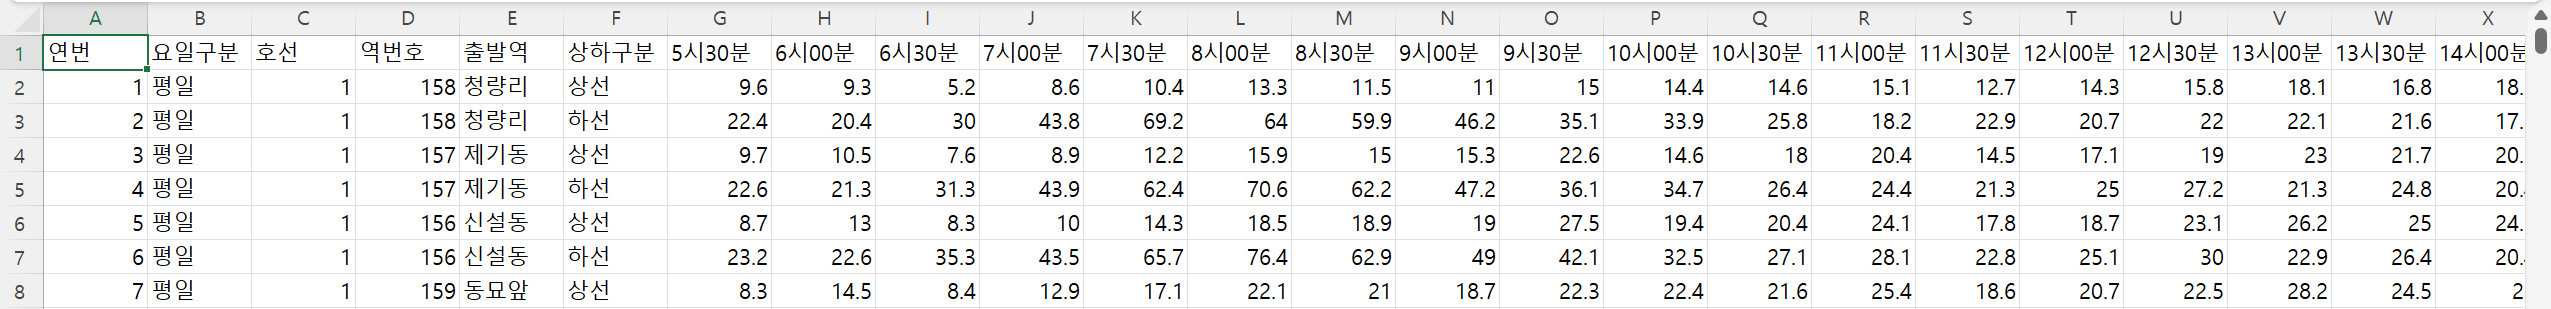 A B C D E F G H I J K L M N O P Q R S T U V W X
1 연번 요일구분 호선 역번호 출발역 상하구분 5시30분 6시00분 6시30분 7시00분 7시30분 8시00분 8시30분 9시00분 9시30분 10시00분 10시30분 11시00분 11시30분 12시00분 12시30분 13시00분 13시30분 14시00분
2 1 평일 1 158 청량리 상선 9.6 9.3 5.2 8.6 10.4 13.3 11.5 11 15 14.4 14.6 15.1 12.7 14.3 15.8 18.1 16.8 18.
3 2 평일 1 158 청량리 하선 22.4 20.4 30 43.8 69.2 64 59.9 46.2 35.1 33.9 25.8 18.2 22.9 20.7 22 22.1 21.6 17.
4 3 평일 1 157 제기동 상선 9.7 10.5 7.6 8.9 12.2 15.9 15 15.3 22.6 14.6 18 20.4 14.5 17.1 19 23 21.7 20.
5 4 평일 1 157 제기동 하선 22.6 21.3 31.3 43.9 62.4 70.6 62.2 47.2 36.1 34.7 26.4 24.4 21.3 25 27.2 21.3 24.8 20.
6 5 평일 1 156 신설동 상선 8.7 13 8.3 10 14.3 18.5 18.9 19 27.5 19.4 20.4 24.1 17.8 18.7 23.1 26.2 25 24.
7 6 평일 1 156 신설동 하선 23.2 22.6 35.3 43.5 65.7 76.4 62.9 49 42.1 32.5 27.1 28.1 22.8 25.1 30 22.9 26.4 20.
8 7 평일 1 159 동묘앞 상선 8.3 14.5 8.4 12.9 17.1 22.1 21 18.7 22.3 22.4 21.6 25.4 18.6 20.7 22.5 28.2 24.5 2